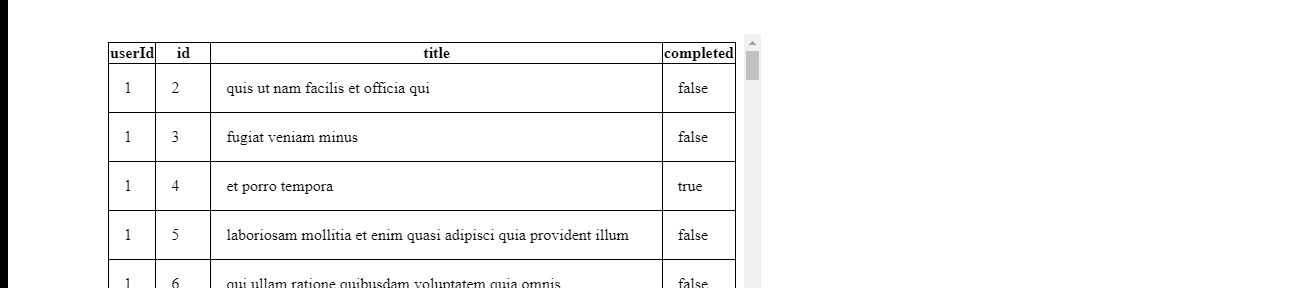 userId id title completed
1 2 quis ut nam facilis et officia qui false
1 3 fugiat veniam minus false
1 4 et porro tempora true
1 5 laboriosam mollitia et enim quasi adipisci quia provident illum false
1 6 qui ullam ratione quibusdam voluptatem quia omnis false